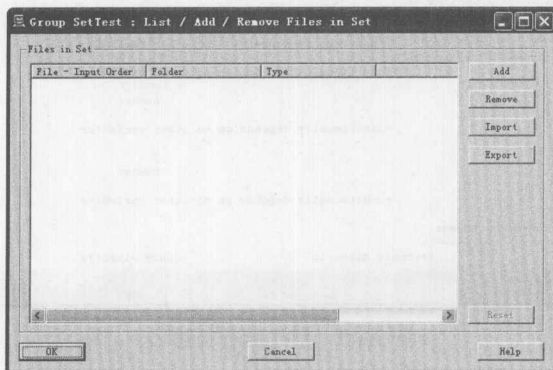 Group SetTest : List / Add / Remove Files in Set
Files in Set
File - Input Order Folder Type
Add
Remove
Import
Export
Reset
OK Cancel Help